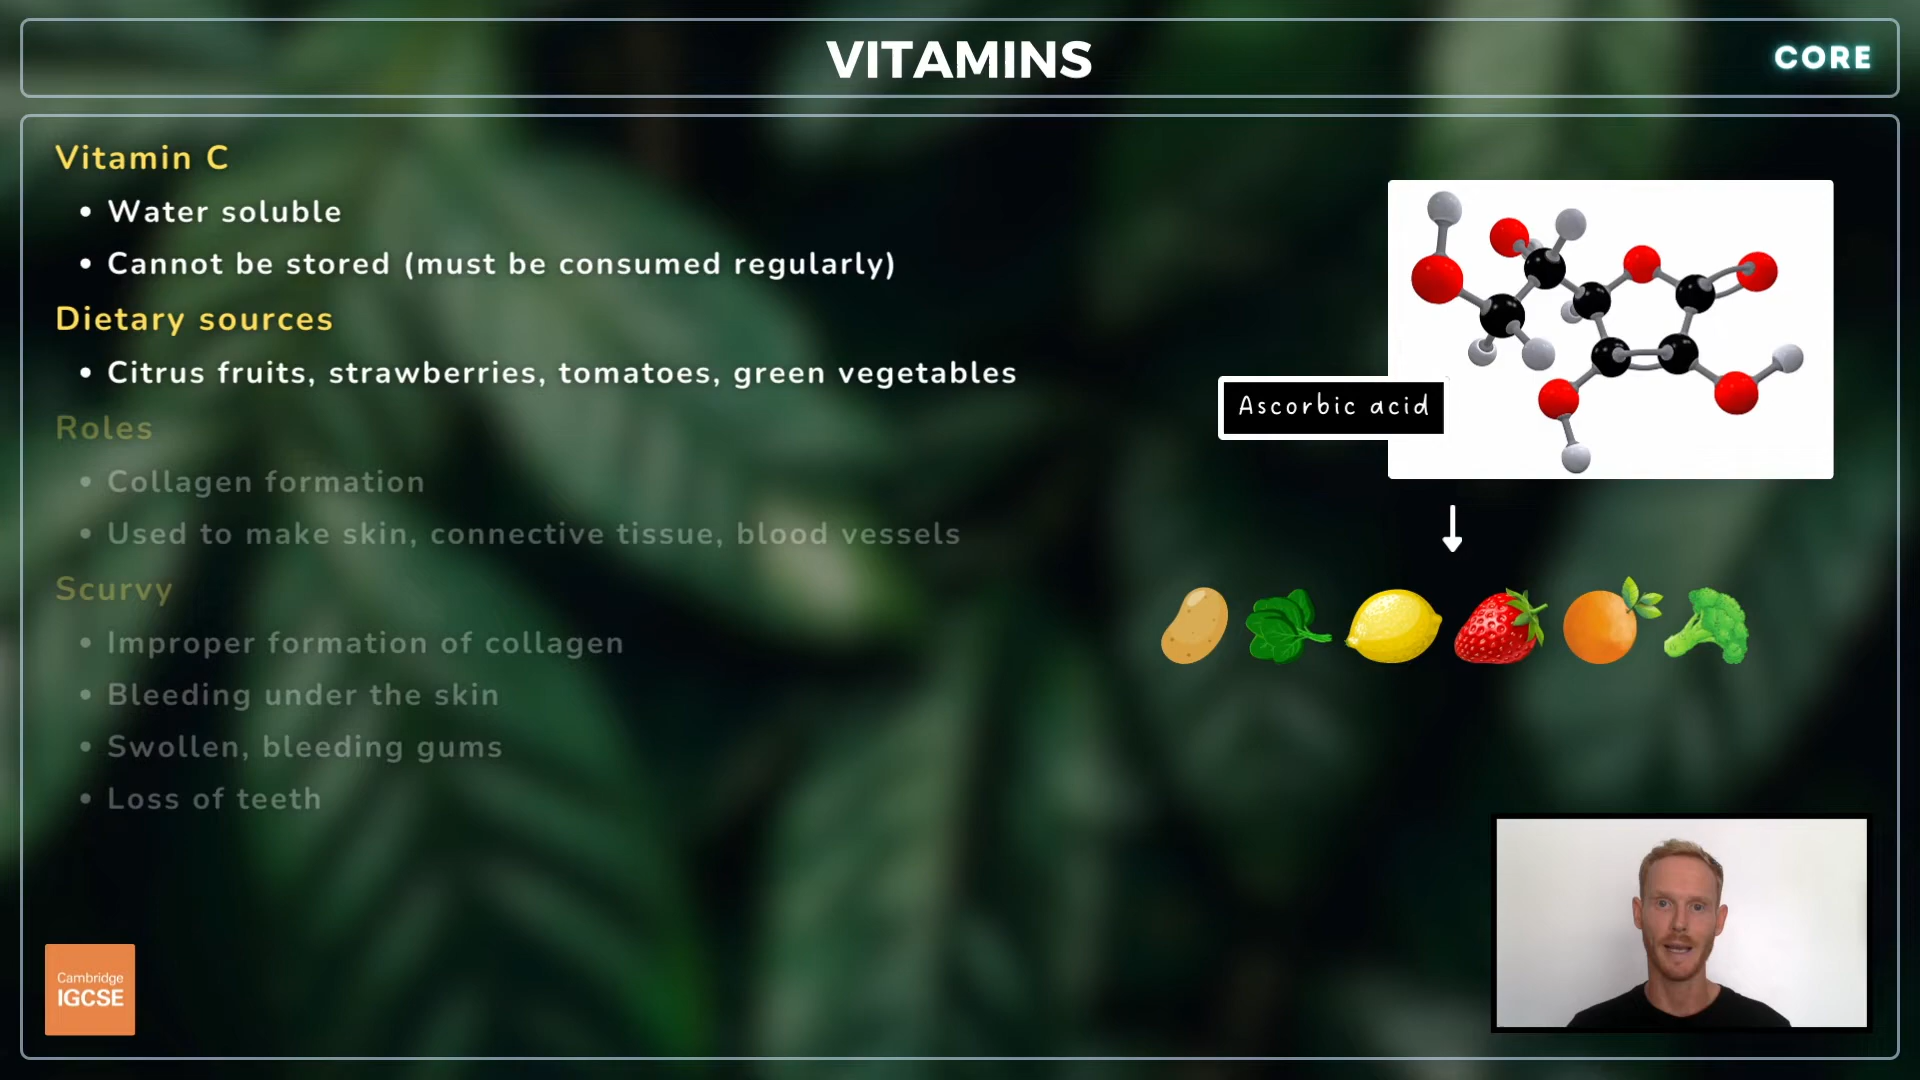 VITAMINS
CORE
Vitamin C
• Water soluble
• Cannot be stored (must be consumed regularly)
Dietary sources
• Citrus fruits, strawberries, tomatoes, green vegetables
Roles
• Collagen formation
• Used to make skin, connective tissue, blood vessels
Scurvy
• Improper formation of collagen
• Bleeding under the skin
• Swollen, bleeding gums
• Loss of teeth
Ascorbic acid
Cambridge
IGCSE